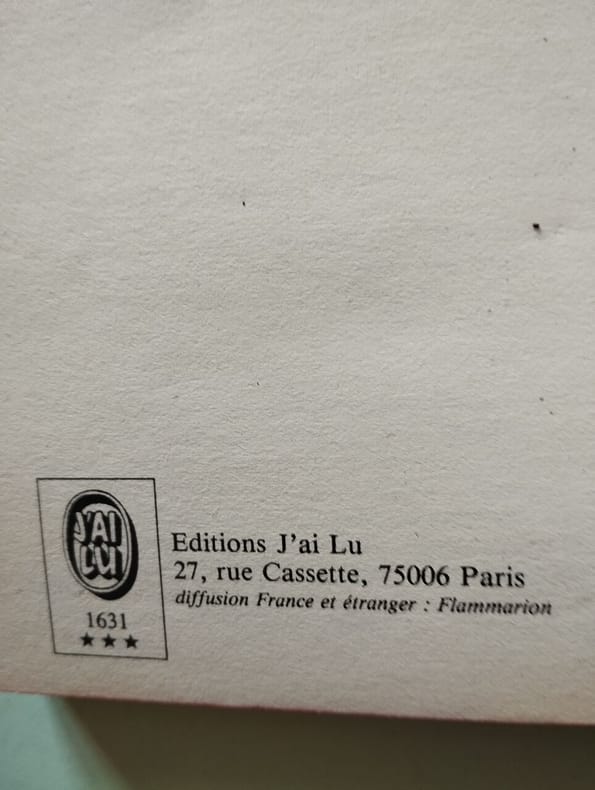 J'AI
LU
1631
★★★
Editions J'ai Lu
27, rue Cassette, 75006 Paris
diffusion France et étranger : Flammarion